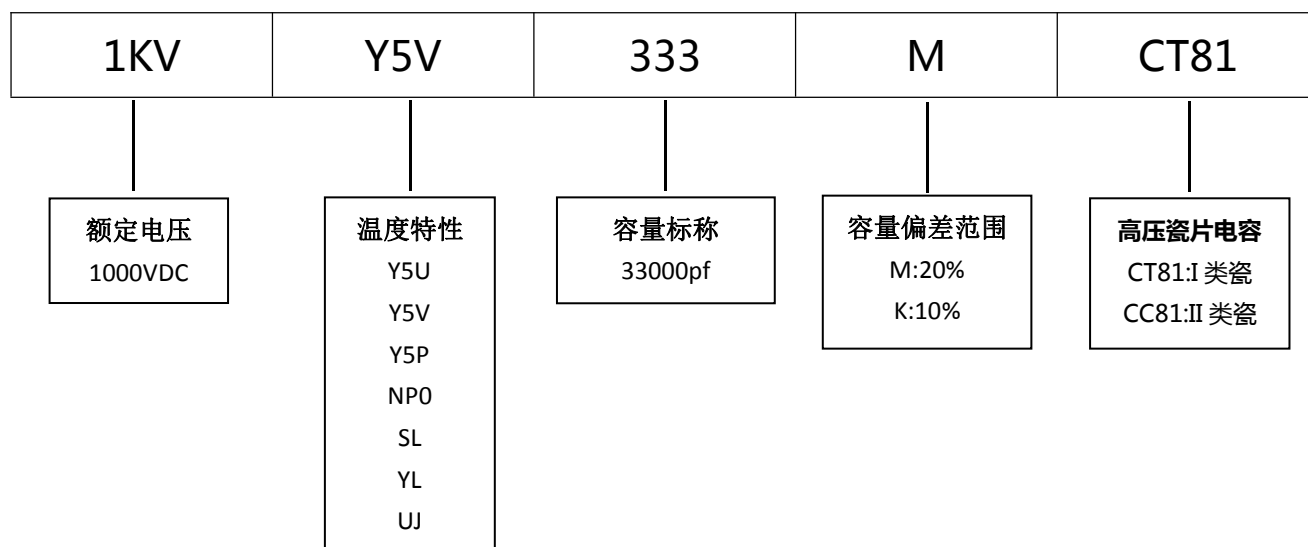 1KV Y5V 333 M CT81
额定电压
1000VDC
温度特性
Y5U
Y5V
Y5P
NP0
SL
YL
UJ
容量标称
33000pf
容量偏差范围
M:20%
K:10%
高压瓷片电容
CT81:I 类瓷
CC81:II 类瓷